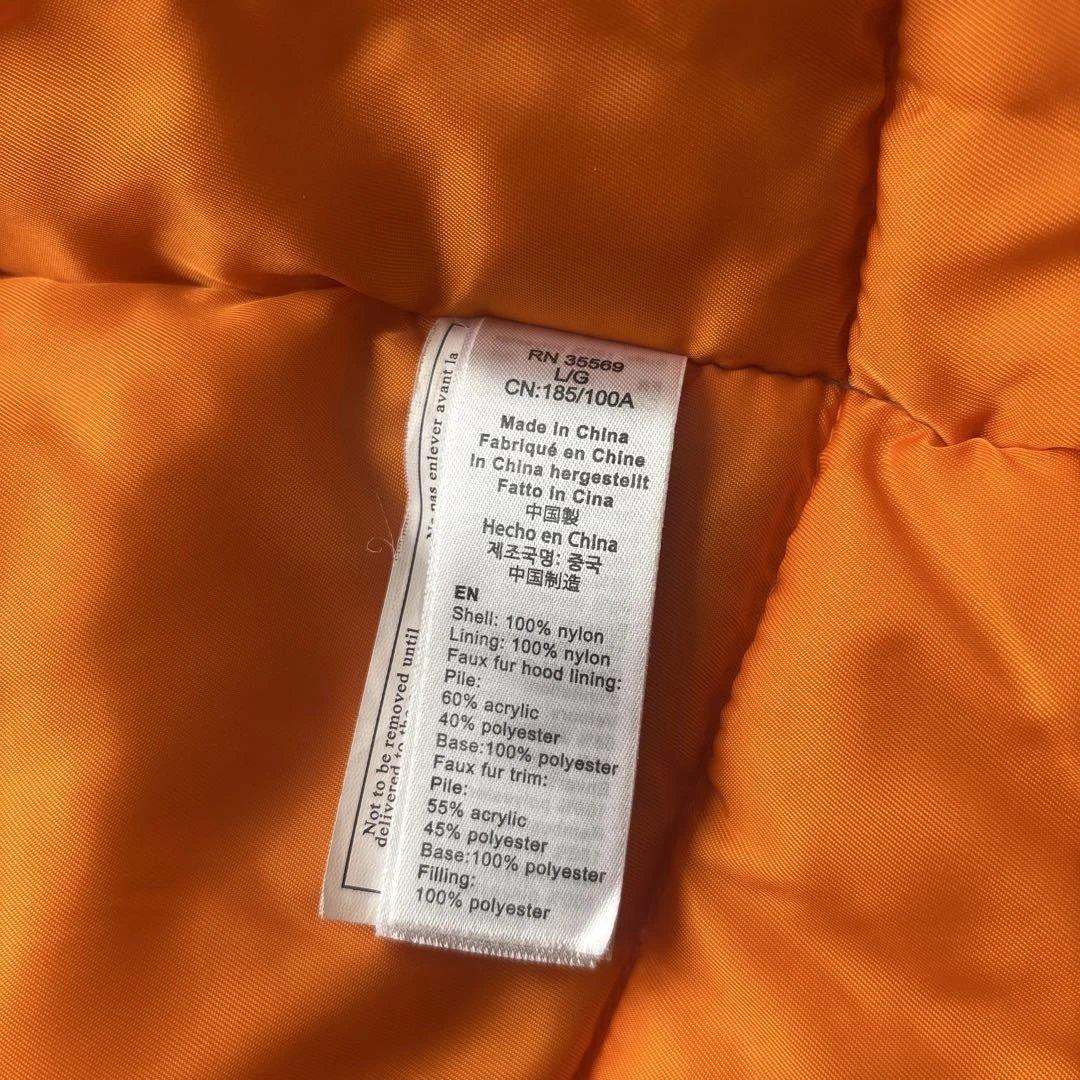 RN 35569
L/G
CN:185/100A
Made in China
Fabriqué en Chine
In China hergestellt
Fatto in Cina
中国製
Hecho en China
제조국명: 중국
中国制造
EN
Shell: 100% nylon
Lining: 100% nylon
Faux fur hood lining:
Pile:
60% acrylic
40% polyester
Base:100% polyester
Faux fur trim:
Pile:
55% acrylic
45% polyester
Base:100% polyester
Filling:
100% polyester
Not to be removed until
delivered to the
Ne pas enlever avant la